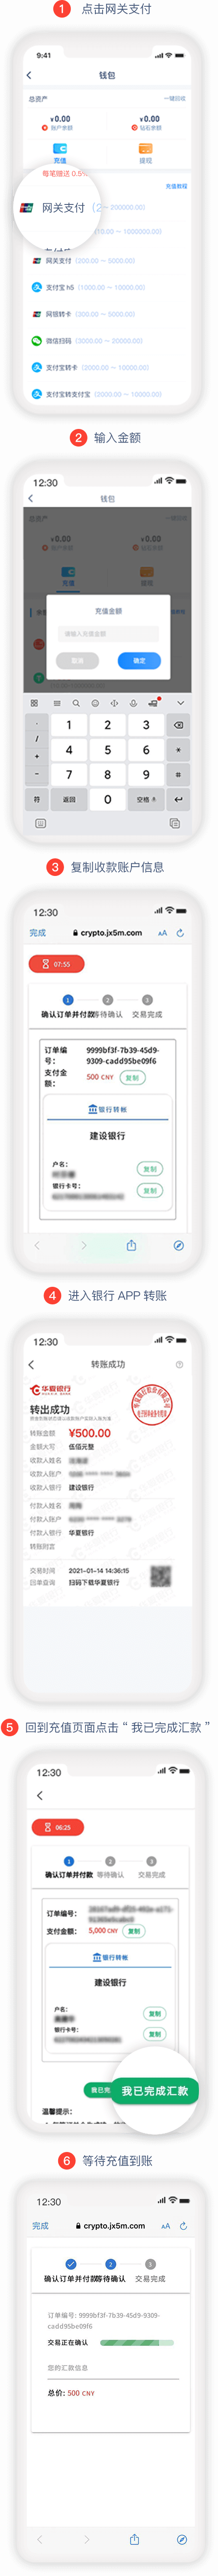 1 点击网关支付
9:41
钱包
总资产
一键回收
¥0.00
¥0.00
账户余额
钻石余额
充值
提现
每笔赠送 0.5%
充值教程
网关支付 (2~200000.00)
(10.00 ~ 1000000.00)
网关支付 (200.00 ~ 5000.00)
支付宝 h5 (1000.00 ~ 10000.00)
网银转卡 (200.00 ~ 5000.00)
微信扫码 (3000.00 ~ 20000.00)
支付宝转卡 (2000.00 ~ 10000.00)
支付宝转支付宝 (2000.00 ~ 10000.00)
2 输入金额
12:30
钱包
总资产
¥0.00
¥0.00
充值
提现
充值金额
请输入充值金额
取消
确定
1 2 3
/
+
4 5 6 *
-
7 8 9 #
符 返回 0 空格
3 复制收款账户信息
12:30
完成
crypto.jx5m.com
AA
07:55
1 2 3
确认订单并付款 等待确认 交易完成
订单编号:
9999bf3f-7b39-45d9-9309-cadd95be09f6
支付金额:
500 CNY
复制
银行转帐
建设银行
户名:
复制
银行卡号:
复制
4 进入银行 APP 转账
12:30
转账成功
华夏银行
转出成功
转账金额 ¥500.00
金额大写 伍佰元整
收款人姓名
收款人账户
收款人银行 建设银行
付款人姓名
付款人账户
付款人银行 华夏银行
转账附言
交易时间 2021-01-14 14:36:15
回单查询 扫码下载华夏银行
5 回到充值页面点击“ 我已完成汇款 ”
12:30
06:25
1 2 3
确认订单并付款 等待确认 交易完成
订单编号:
支付金额: 5,000 CNY 复制
银行转帐
建设银行
户名:
复制
银行卡号:
复制
我已完
我已完成汇款
温馨提示:
6 等待充值到账
12:30
完成
crypto.jx5m.com
AA
2 3
确认订单并付款 等待确认 交易完成
订单编号: 9999bf3f-7b39-45d9-9309-
cadd95be09f6
交易正在确认
您的汇款信息
总价: 500 CNY